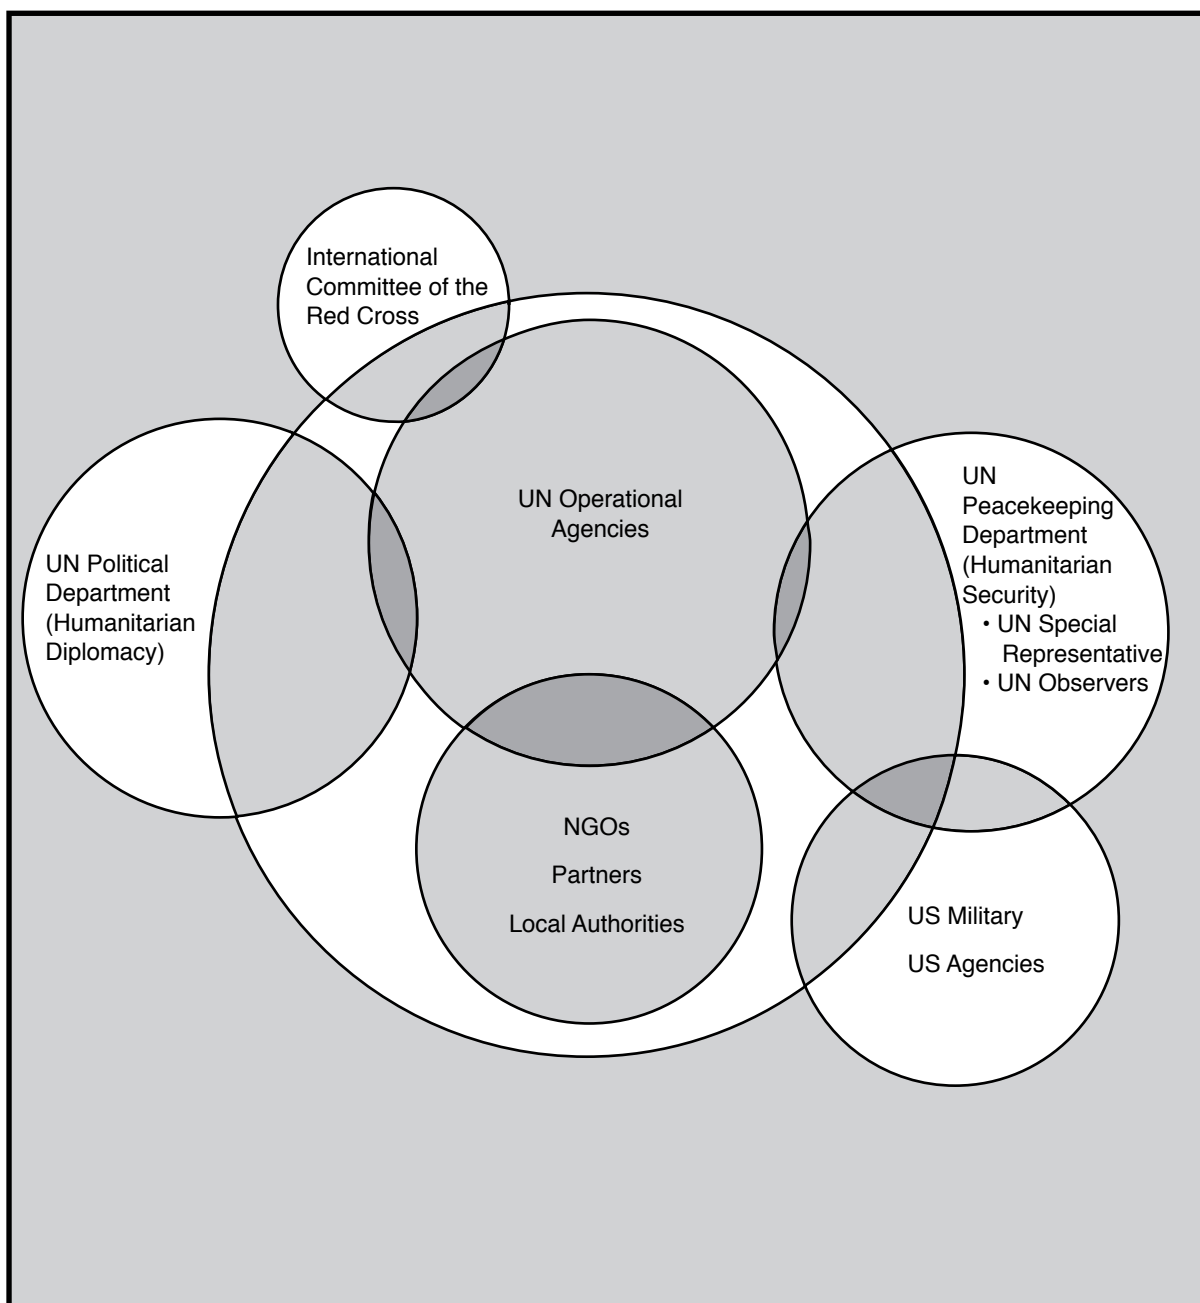 International
Committee of the
Red Cross
UN Operational
Agencies
UN Political
Department
(Humanitarian
Diplomacy)
UN
Peacekeeping
Department
(Humanitarian
Security)
• UN Special
Representative
• UN Observers
NGOs
Partners
Local Authorities
US Military
US Agencies